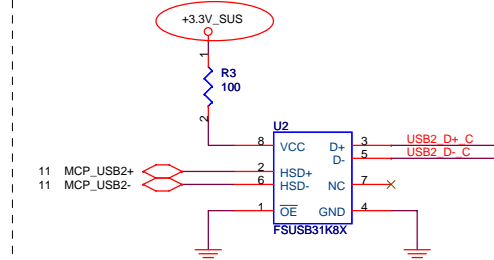 +3.3V_SUS
1
R3
100
2
U2
8 VCC D+ 3 USB2_D+_C
D- 5 USB2_D-_C
11 MCP_USB2+ 2 HSD+
11 MCP_USB2- 6 HSD- NC 7
1 OE GND 4
FSUSB31K8X